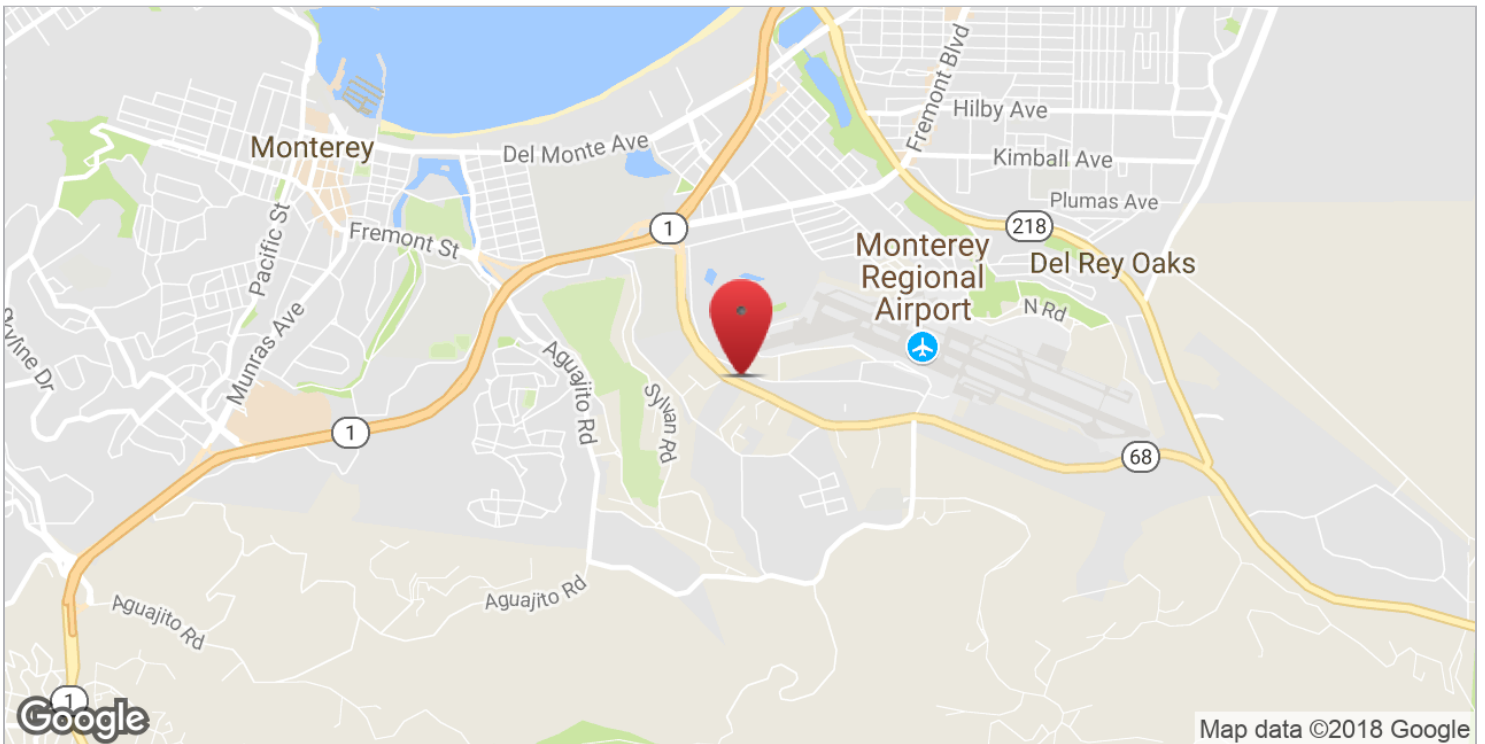 Fremont Blvd
Hilby Ave
Monterey
Del Monte Ave
Kimball Ave
Plumas Ave
Pacific St
Fremont St
1
218
Monterey
Regional
Airport
Del Rey Oaks
N Rd
Skyline Dr
Munras Ave
Aguajito Rd
Sylvan Rd
1
68
Aguajito Rd
Aguajito Rd
1
Google
Map data ©2018 Google